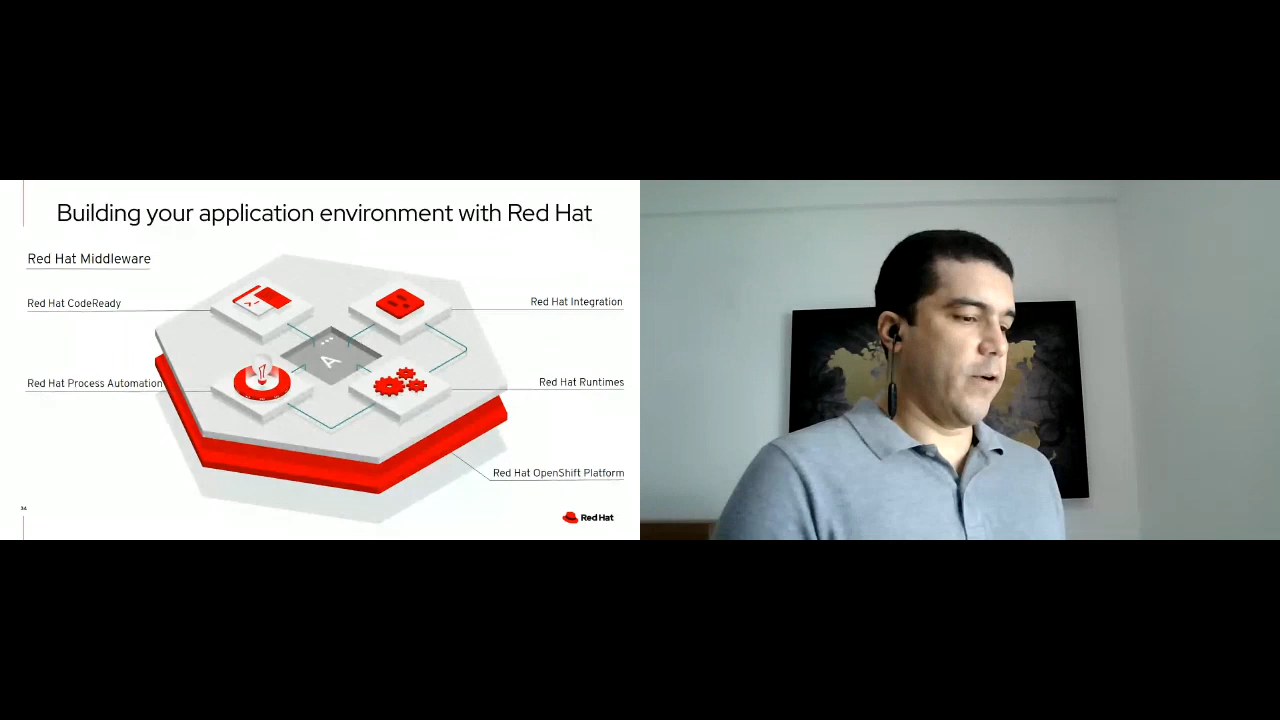 Building your application environment with Red Hat
Red Hat Middleware
Red Hat CodeReady
Red Hat Integration
A
Red Hat Process Automation
Red Hat Runtimes
Red Hat OpenShift Platform
34
Red Hat